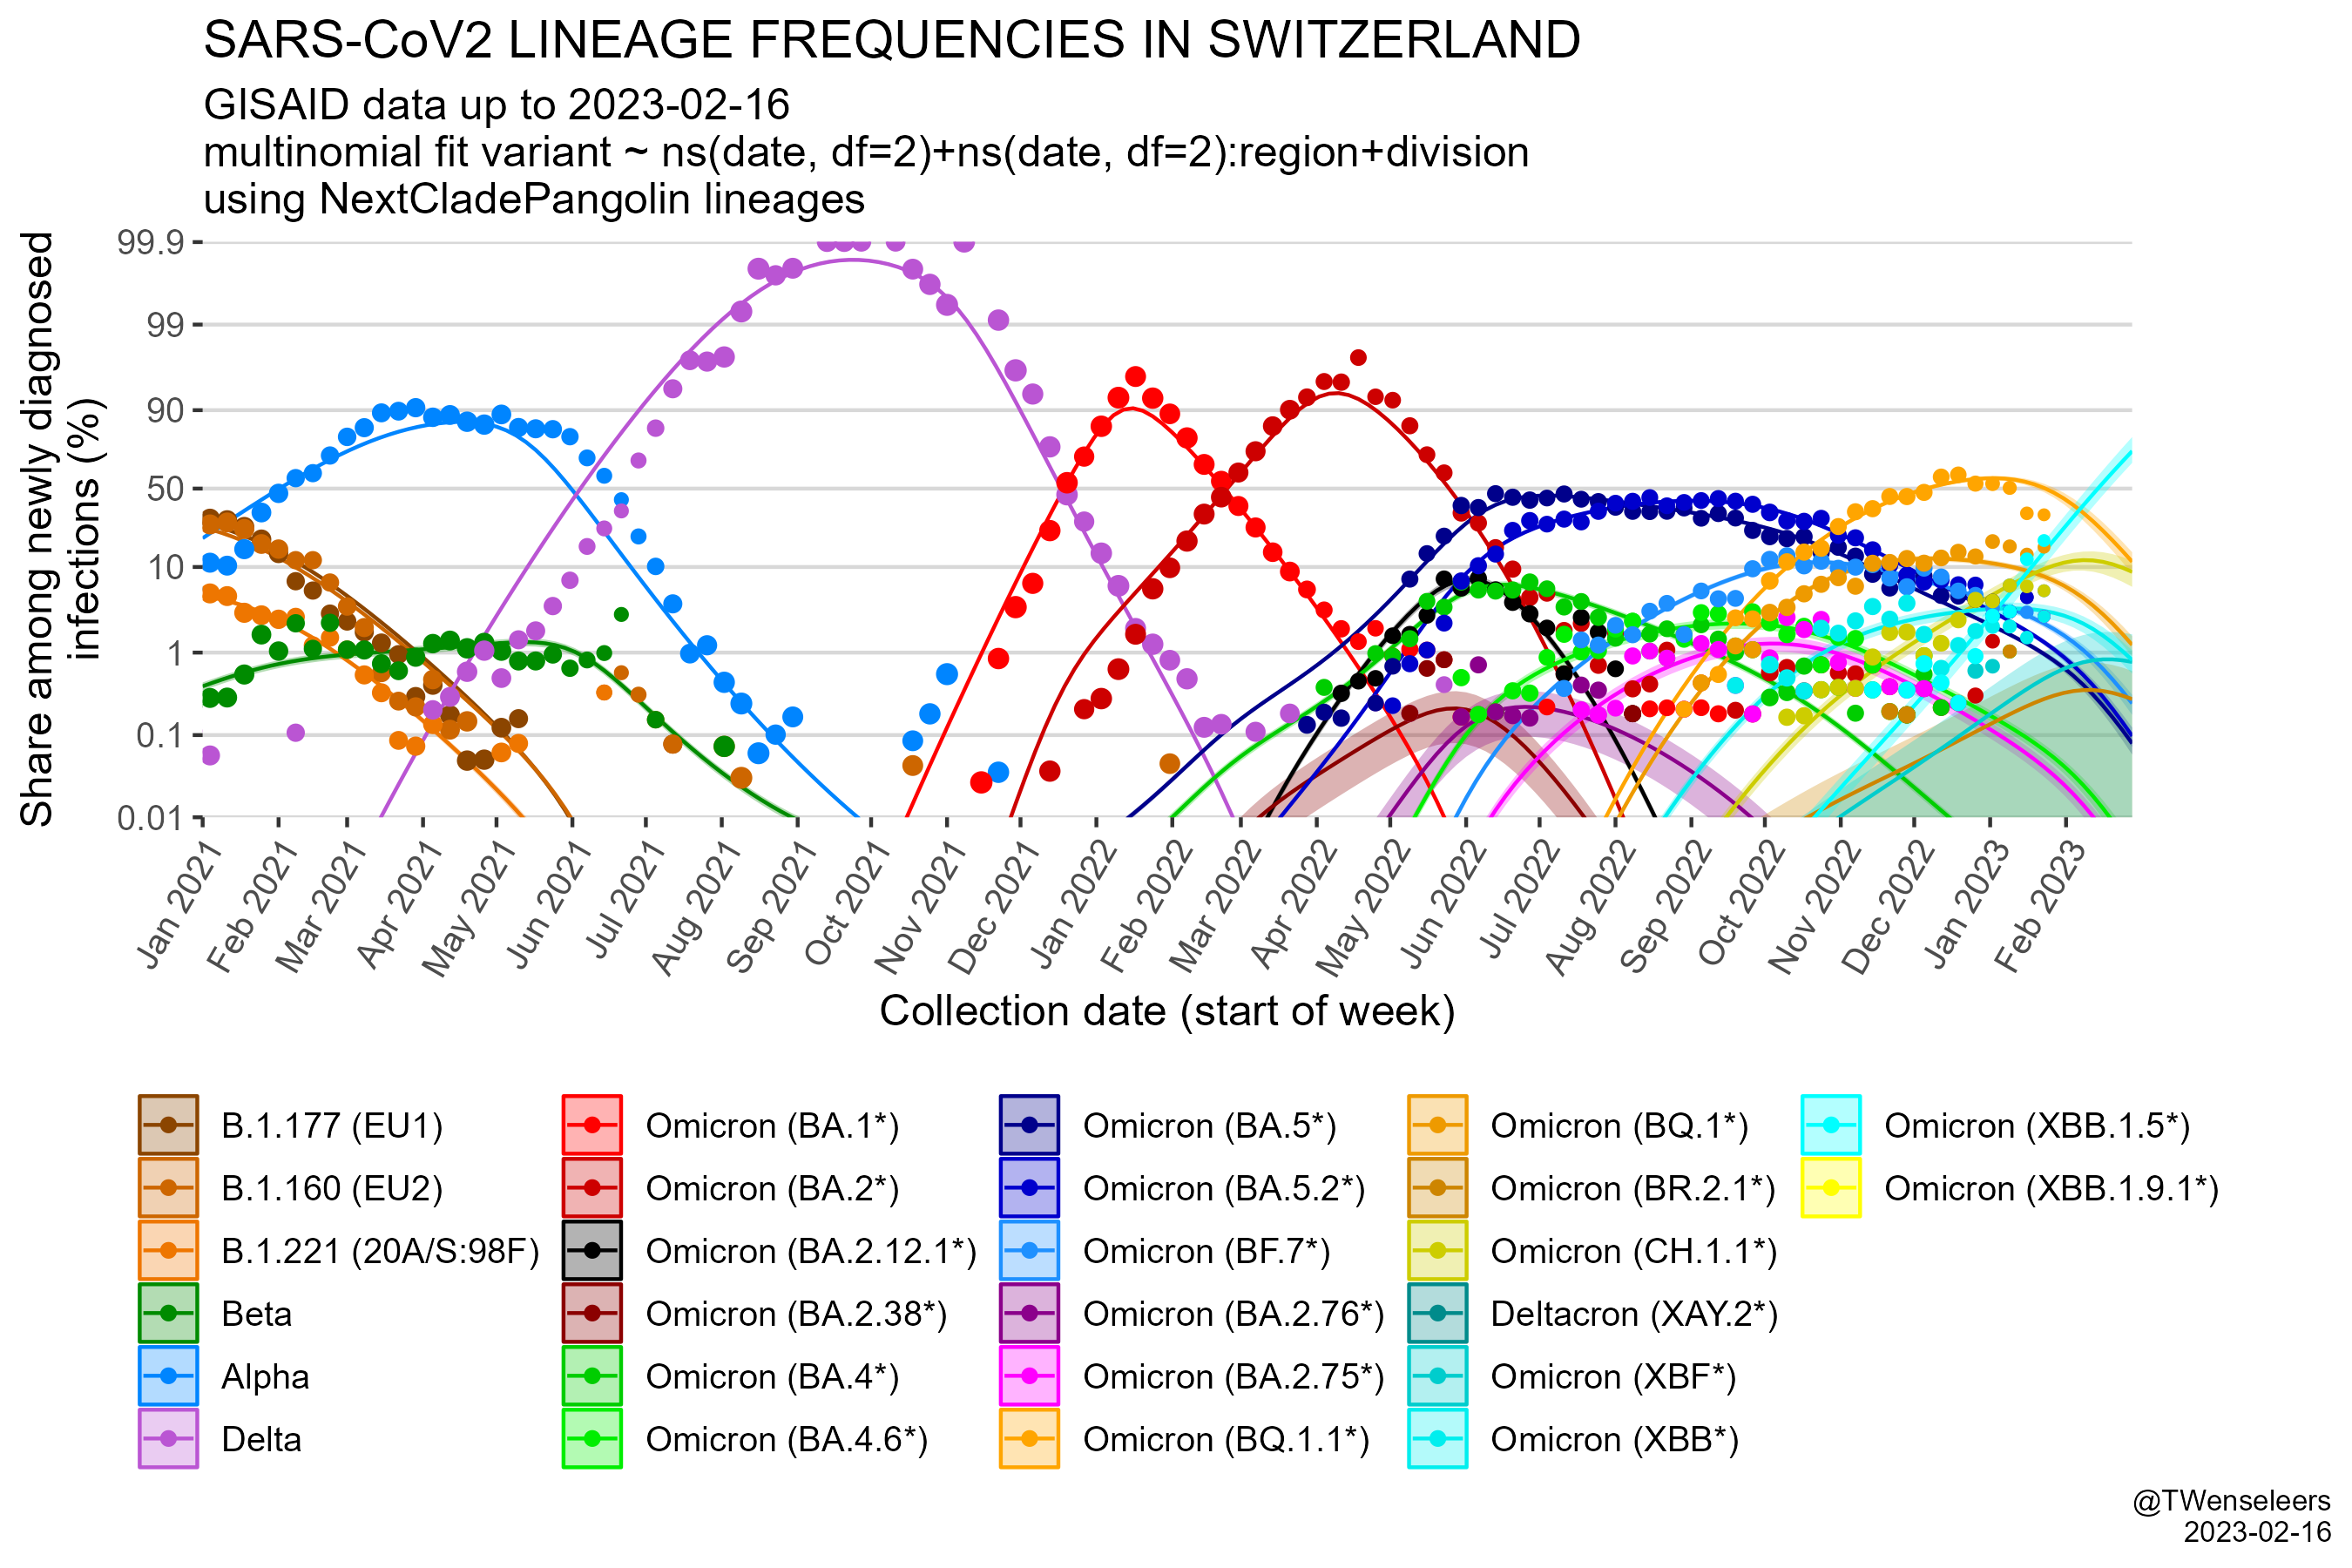 SARS-CoV2 LINEAGE FREQUENCIES IN SWITZERLAND
GISAID data up to 2023-02-16
multinomial fit variant ~ ns(date, df=2)+ns(date, df=2):region+division
using NextCladePangolin lineages
Share among newly diagnosed
infections (%)
99.9
99
90
50
10
1
0.1
0.01
Jan 2021
Feb 2021
Mar 2021
Apr 2021
May 2021
Jun 2021
Jul 2021
Aug 2021
Sep 2021
Oct 2021
Nov 2021
Dec 2021
Jan 2022
Feb 2022
Mar 2022
Apr 2022
May 2022
Jun 2022
Jul 2022
Aug 2022
Sep 2022
Oct 2022
Nov 2022
Dec 2022
Jan 2023
Feb 2023
Collection date (start of week)
B.1.177 (EU1)
B.1.160 (EU2)
B.1.221 (20A/S:98F)
Beta
Alpha
Delta
Omicron (BA.1*)
Omicron (BA.2*)
Omicron (BA.2.12.1*)
Omicron (BA.2.38*)
Omicron (BA.4*)
Omicron (BA.4.6*)
Omicron (BA.5*)
Omicron (BA.5.2*)
Omicron (BF.7*)
Omicron (BA.2.76*)
Omicron (BA.2.75*)
Omicron (BQ.1.1*)
Omicron (BQ.1*)
Omicron (BR.2.1*)
Omicron (CH.1.1*)
Deltacron (XAY.2*)
Omicron (XBF*)
Omicron (XBB*)
Omicron (XBB.1.5*)
Omicron (XBB.1.9.1*)
@TWenseleers
2023-02-16